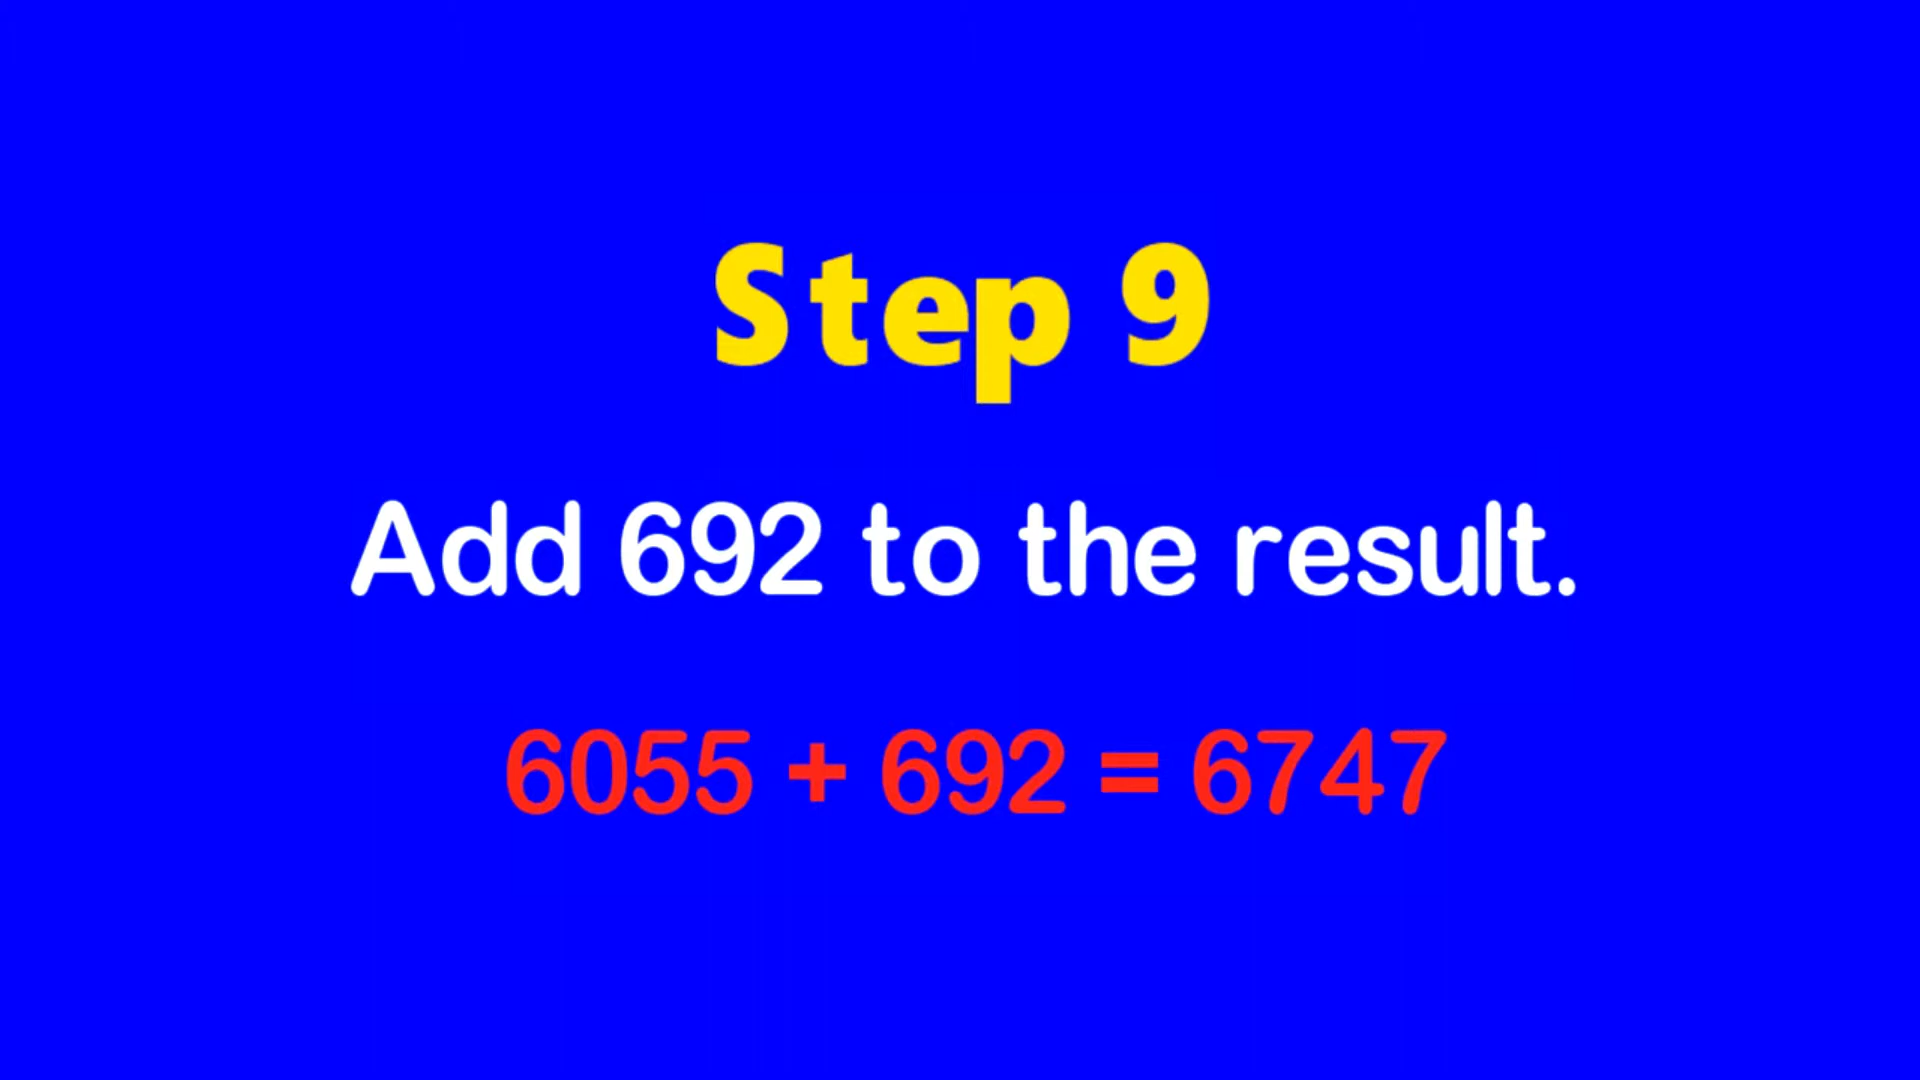 Step 9
Add 692 to the result.
6055 + 692 = 6747